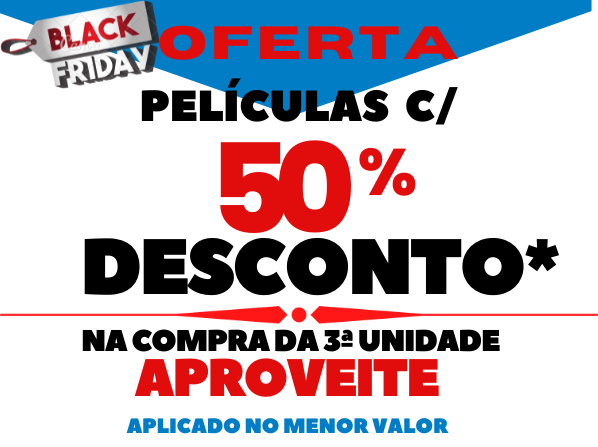 BLACK
FRIDAY
OFERTA
PELÍCULAS C/
50%
DESCONTO*
NA COMPRA DA 3ª UNIDADE
APROVEITE
APLICADO NO MENOR VALOR